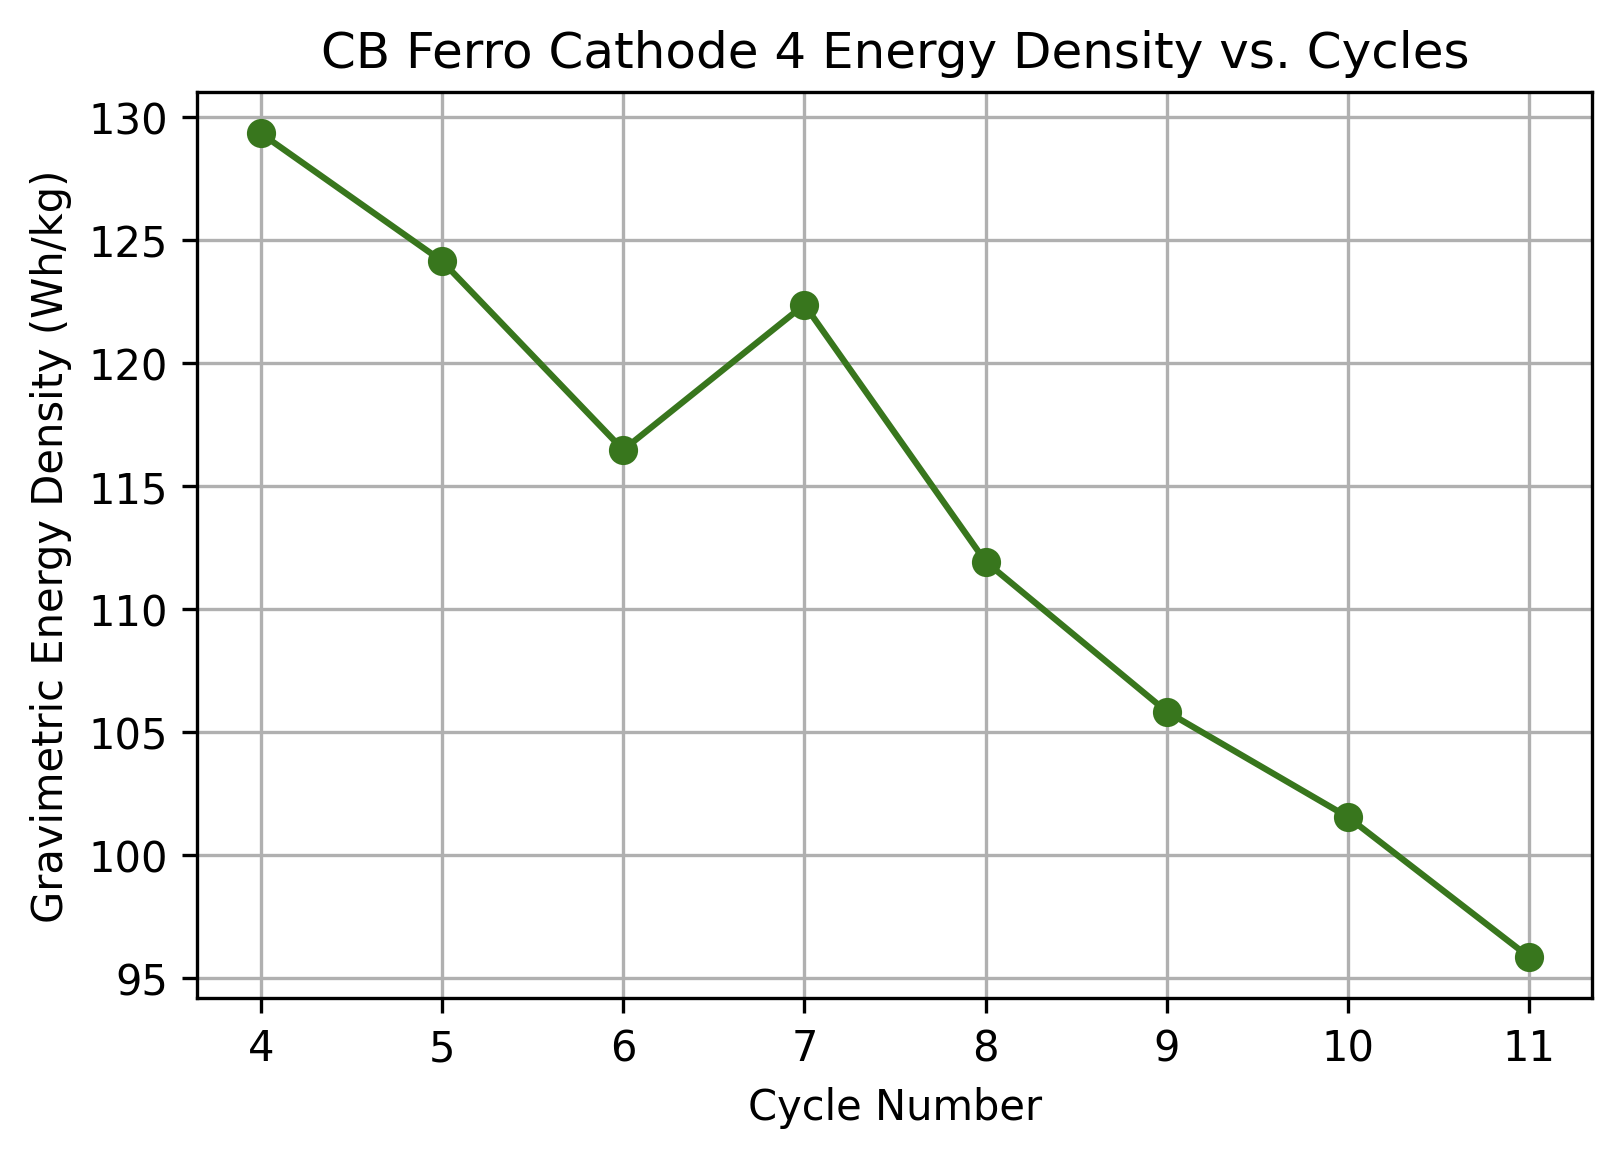 CB Ferro Cathode 4 Energy Density vs. Cycles
Gravimetric Energy Density (Wh/kg)
130
125
120
115
110
105
100
95
4 5 6 7 8 9 10 11
Cycle Number